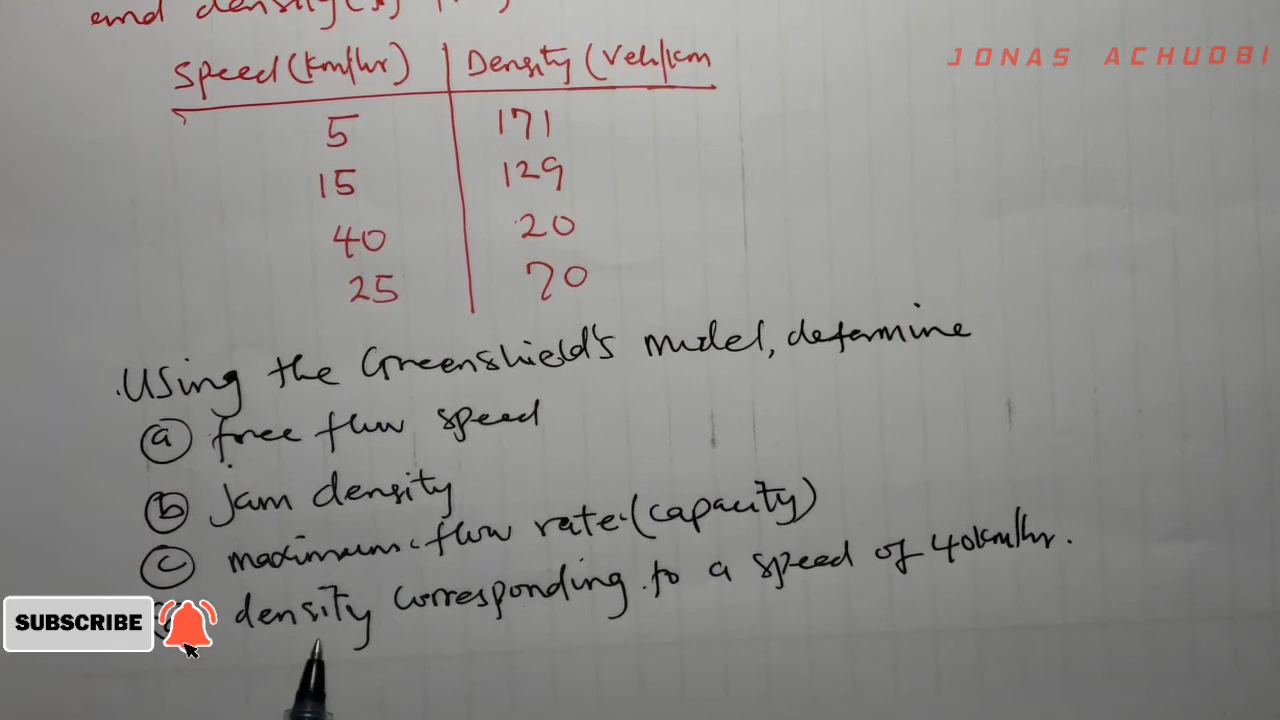 and density(
Speed (km/hr) Density (Veh/km
5 171
15 129
40 20
25 70
Using the Greenshield's model, determine
(a) free flow speed
(b) Jam density
(c) maximum flow rate (capacity)
density corresponding to a speed of 40km/hr.
JONAS ACHUOBI
SUBSCRIBE